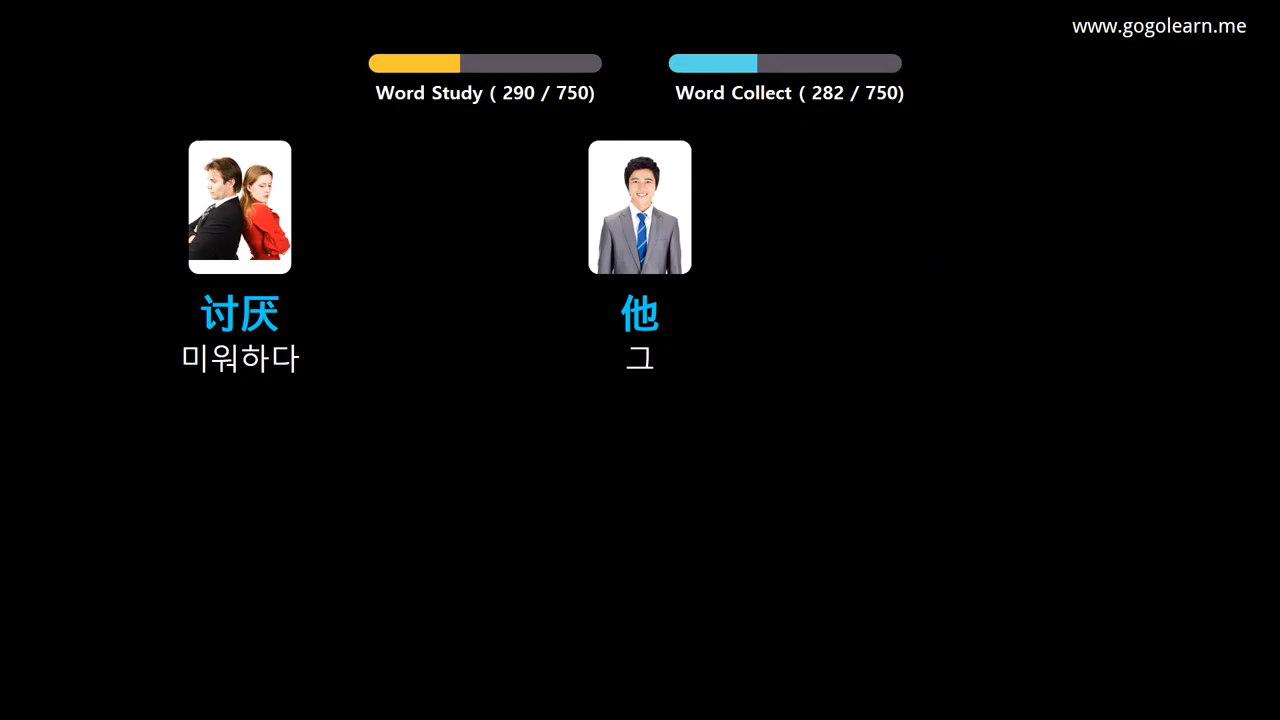 www.gogolearn.me
Word Study ( 290 / 750)
Word Collect ( 282 / 750)
讨厌
미워하다
他
그